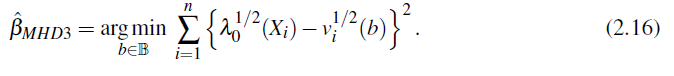 β̂_{MHD3} = arg min_{b∈𝔹} ∑_{i=1}^{n} {λ_0^{1/2}(X_i) − v_i^{1/2}(b)}^2. (2.16)